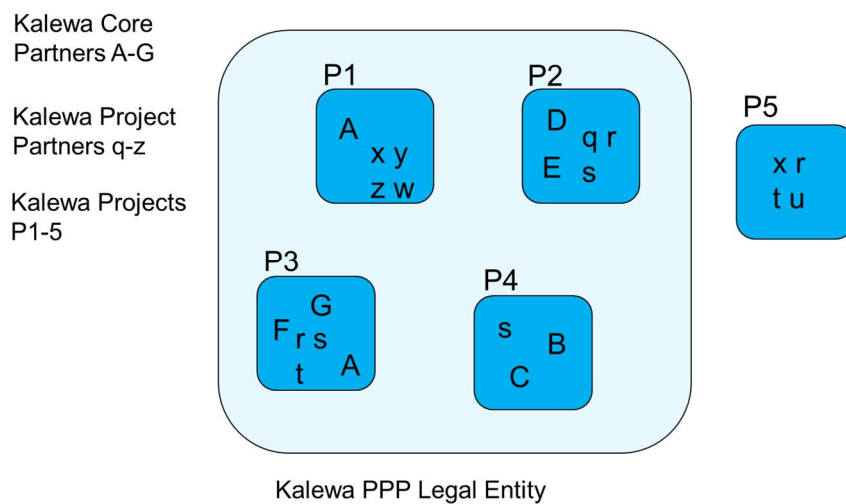 Kalewa Core
Partners A-G
Kalewa Project
Partners q-z
Kalewa Projects
P1-5
P1
A
x y
z w
P2
D
q r
E s
P5
x r
t u
P3
G
F r s
t A
P4
s
B
C
Kalewa PPP Legal Entity